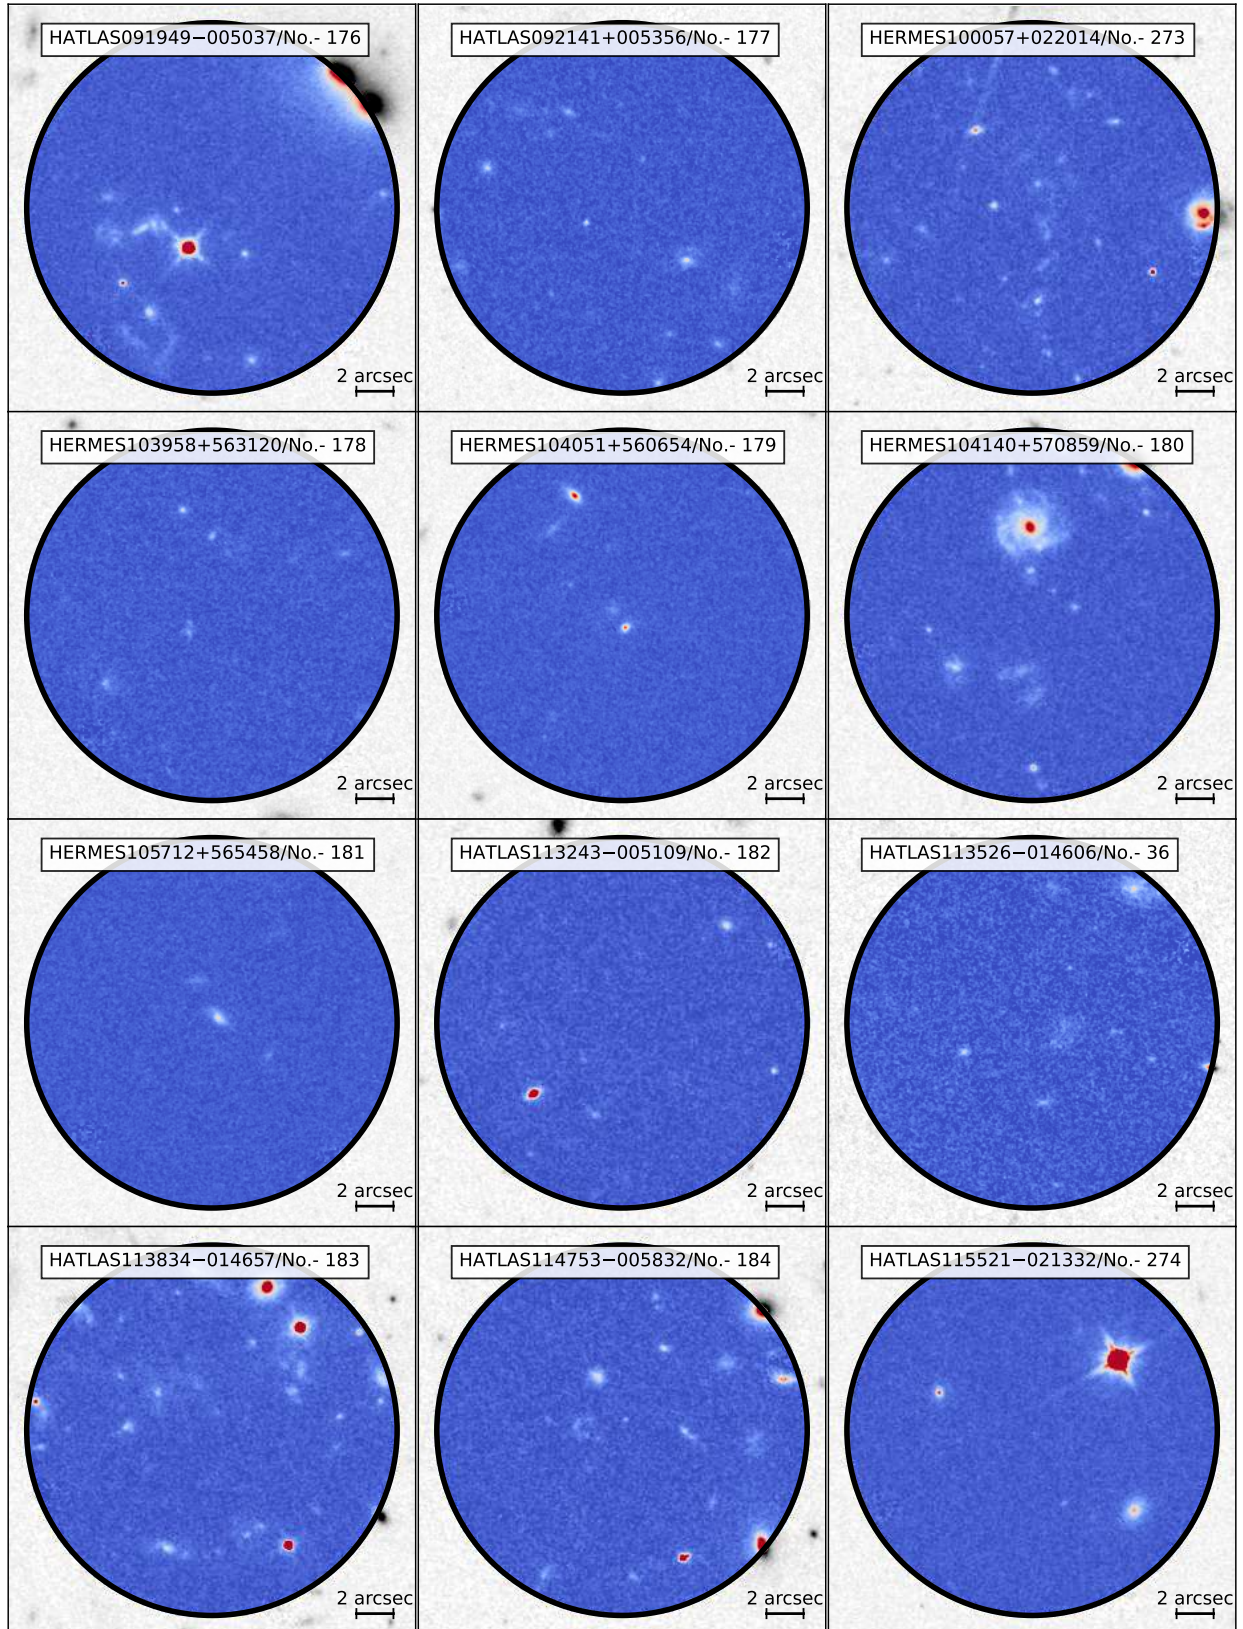 HATLAS091949−005037/No.- 176
HATLAS092141+005356/No.- 177
HERMES100057+022014/No.- 273
2 arcsec
2 arcsec
2 arcsec
HERMES103958+563120/No.- 178
HERMES104051+560654/No.- 179
HERMES104140+570859/No.- 180
2 arcsec
2 arcsec
2 arcsec
HERMES105712+565458/No.- 181
HATLAS113243−005109/No.- 182
HATLAS113526−014606/No.- 36
2 arcsec
2 arcsec
2 arcsec
HATLAS113834−014657/No.- 183
HATLAS114753−005832/No.- 184
HATLAS115521−021332/No.- 274
2 arcsec
2 arcsec
2 arcsec